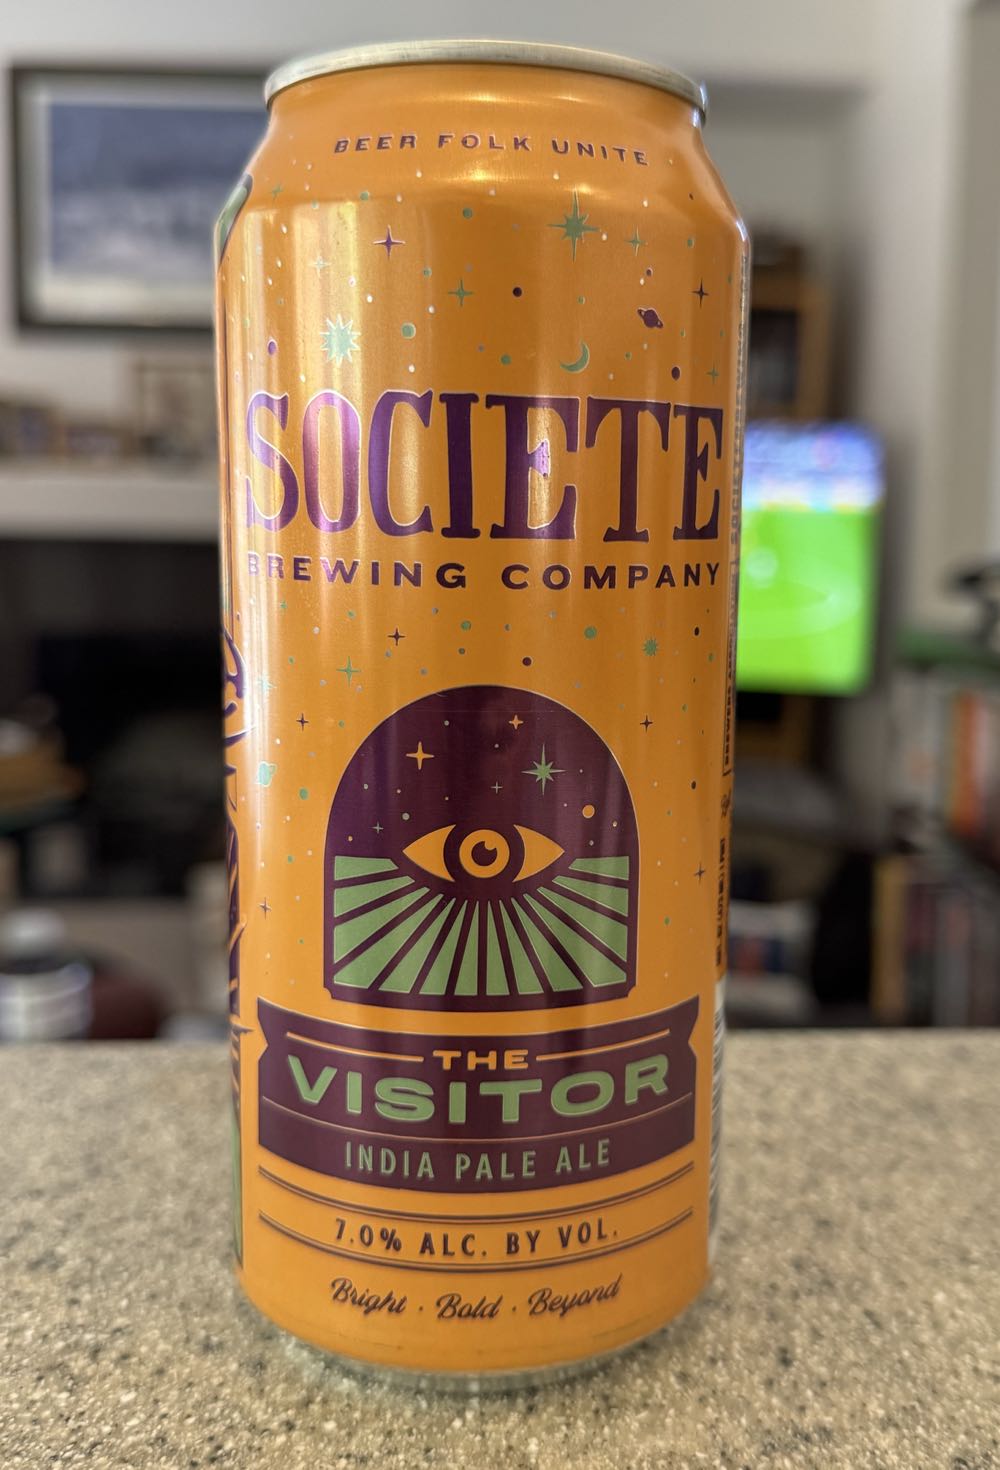 BEER FOLK UNITE
SOCIETE
BREWING COMPANY
THE
VISITOR
INDIA PALE ALE
7.0% ALC. BY VOL.
Bright · Bold · Beyond